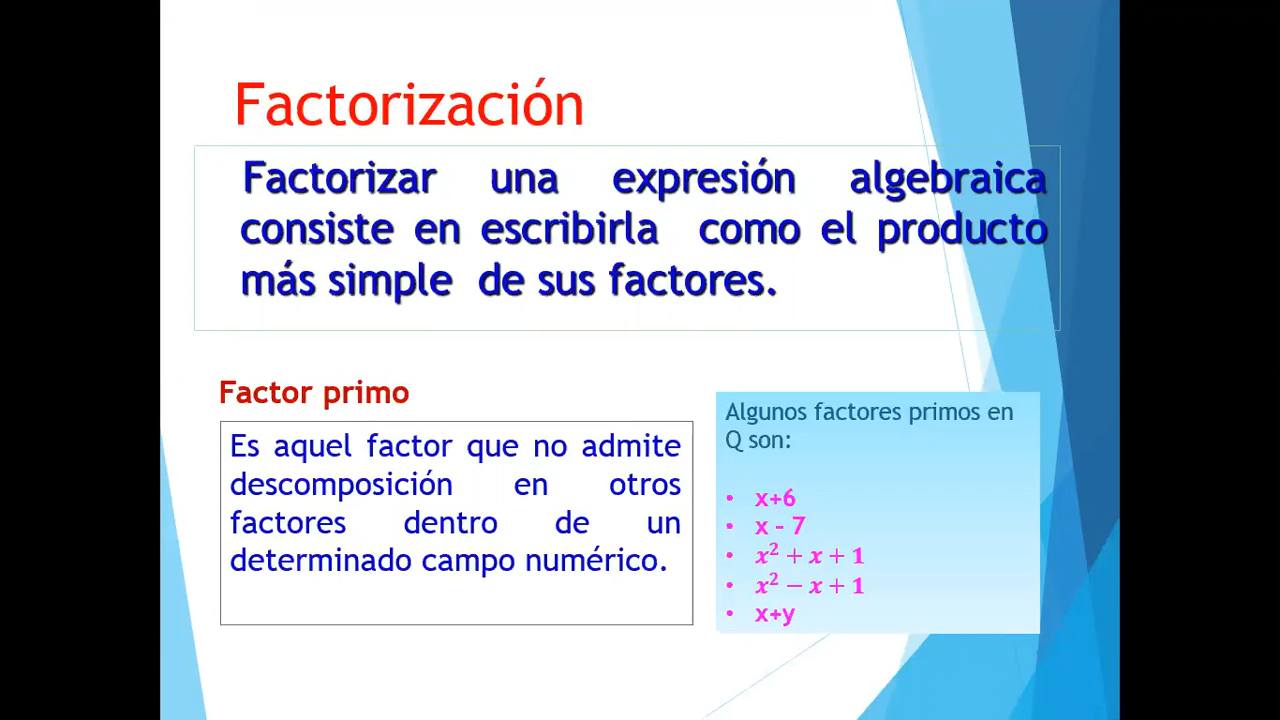 Factorización
Factorizar una expresión algebraica
consiste en escribirla como el producto
más simple de sus factores.
Factor primo
Es aquel factor que no admite
descomposición en otros
factores dentro de un
determinado campo numérico.
Algunos factores primos en
Q son:
• x+6
• x – 7
• x² + x + 1
• x² − x + 1
• x+y